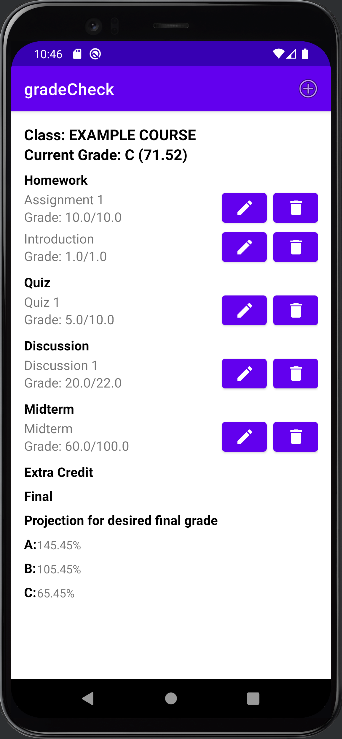 10:46
gradeCheck
Class: EXAMPLE COURSE
Current Grade: C (71.52)
Homework
Assignment 1
Grade: 10.0/10.0
Introduction
Grade: 1.0/1.0
Quiz
Quiz 1
Grade: 5.0/10.0
Discussion
Discussion 1
Grade: 20.0/22.0
Midterm
Midterm
Grade: 60.0/100.0
Extra Credit
Final
Projection for desired final grade
A:145.45%
B:105.45%
C:65.45%